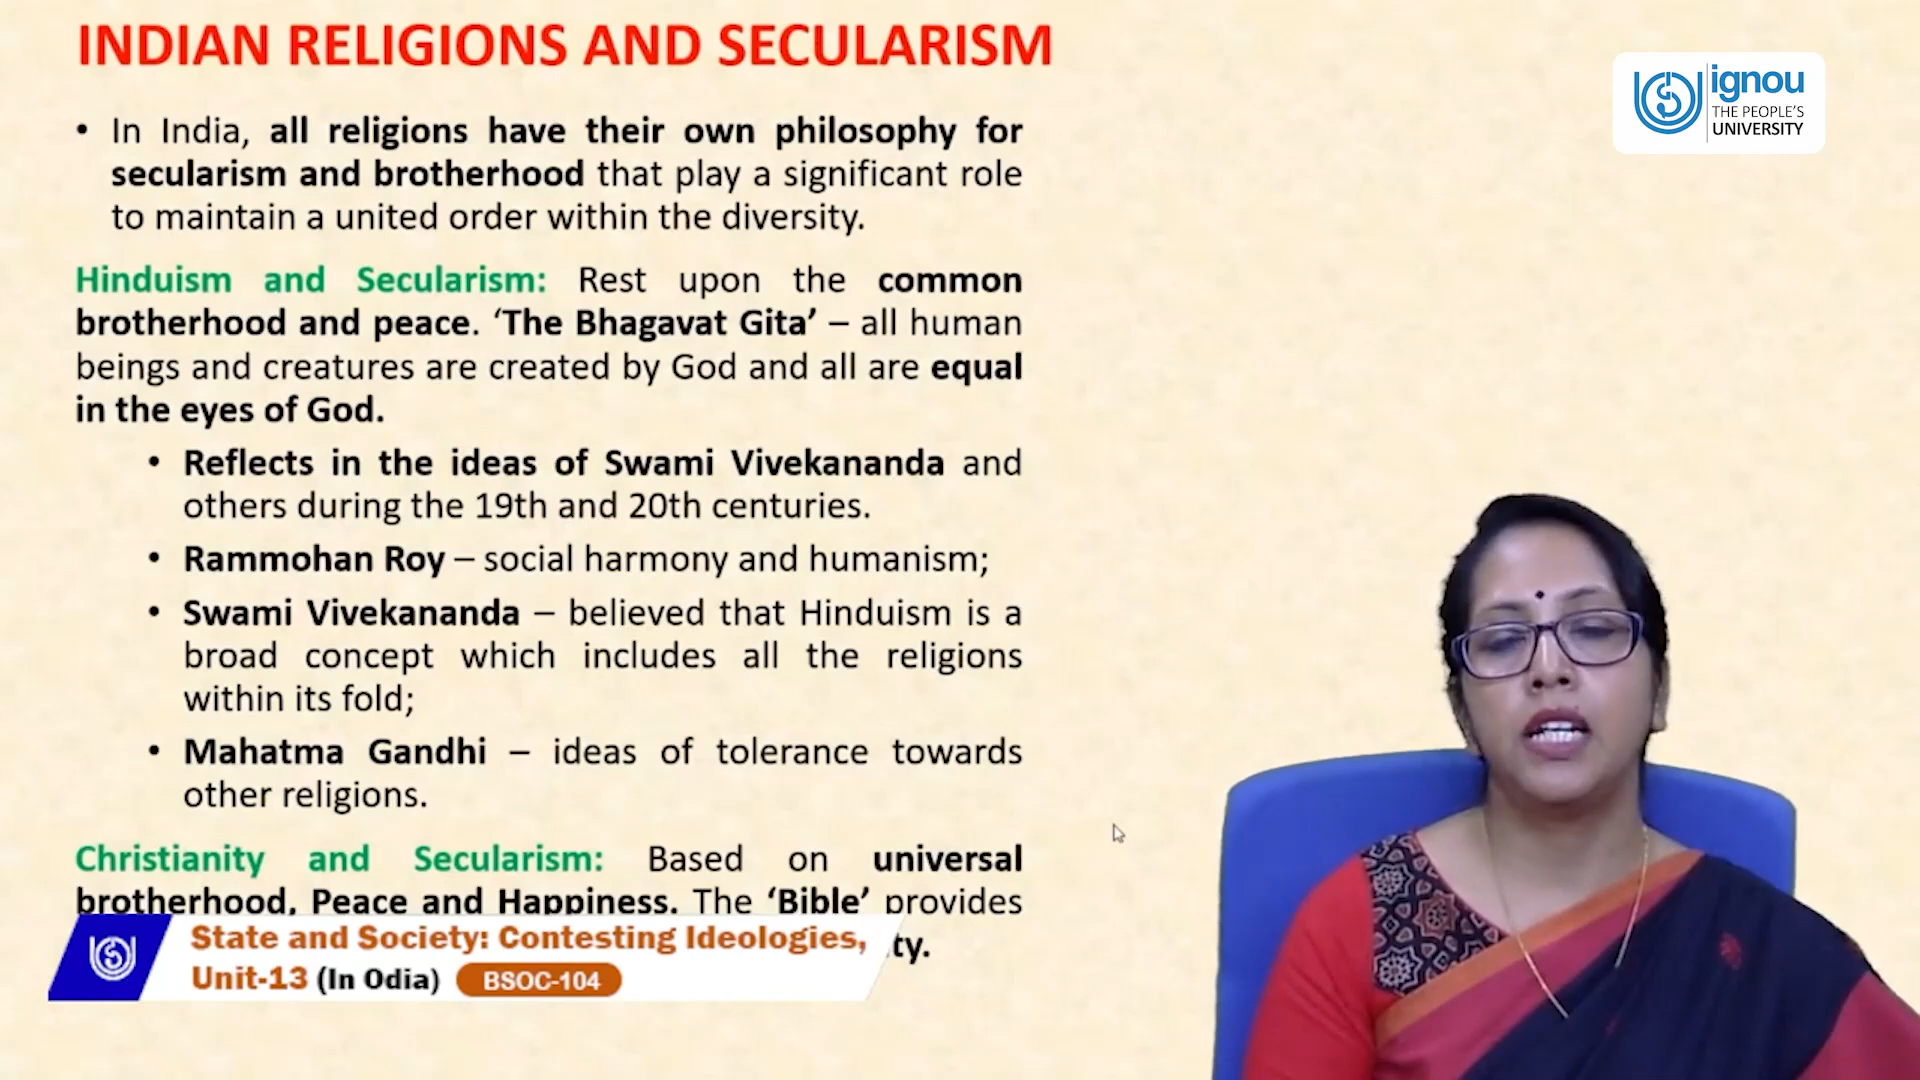 INDIAN RELIGIONS AND SECULARISM
ignou
THE PEOPLE'S
UNIVERSITY
• In India, all religions have their own philosophy for
secularism and brotherhood that play a significant role
to maintain a united order within the diversity.
Hinduism and Secularism: Rest upon the common
brotherhood and peace. ‘The Bhagavat Gita’ – all human
beings and creatures are created by God and all are equal
in the eyes of God.
• Reflects in the ideas of Swami Vivekananda and
others during the 19th and 20th centuries.
• Rammohan Roy – social harmony and humanism;
• Swami Vivekananda – believed that Hinduism is a
broad concept which includes all the religions
within its fold;
• Mahatma Gandhi – ideas of tolerance towards
other religions.
Christianity and Secularism: Based on universal
brotherhood, Peace and Happiness. The ‘Bible’ provides
State and Society: Contesting Ideologies,
Unit-13 (In Odia) BSOC-104